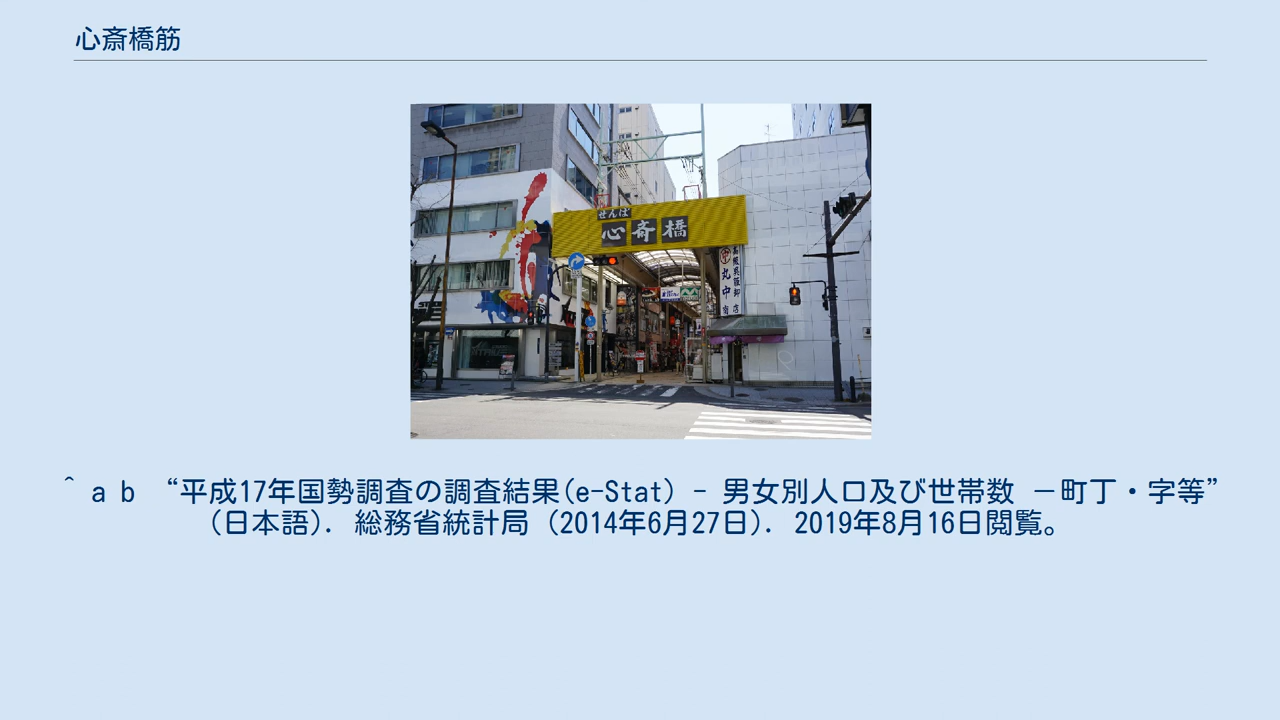 心斎橋筋
せんば
心斎橋
丸中
^ a b “平成17年国勢調査の調査結果(e-Stat) - 男女別人口及び世帯数 －町丁・字等”
(日本語). 総務省統計局 (2014年6月27日). 2019年8月16日閲覧。